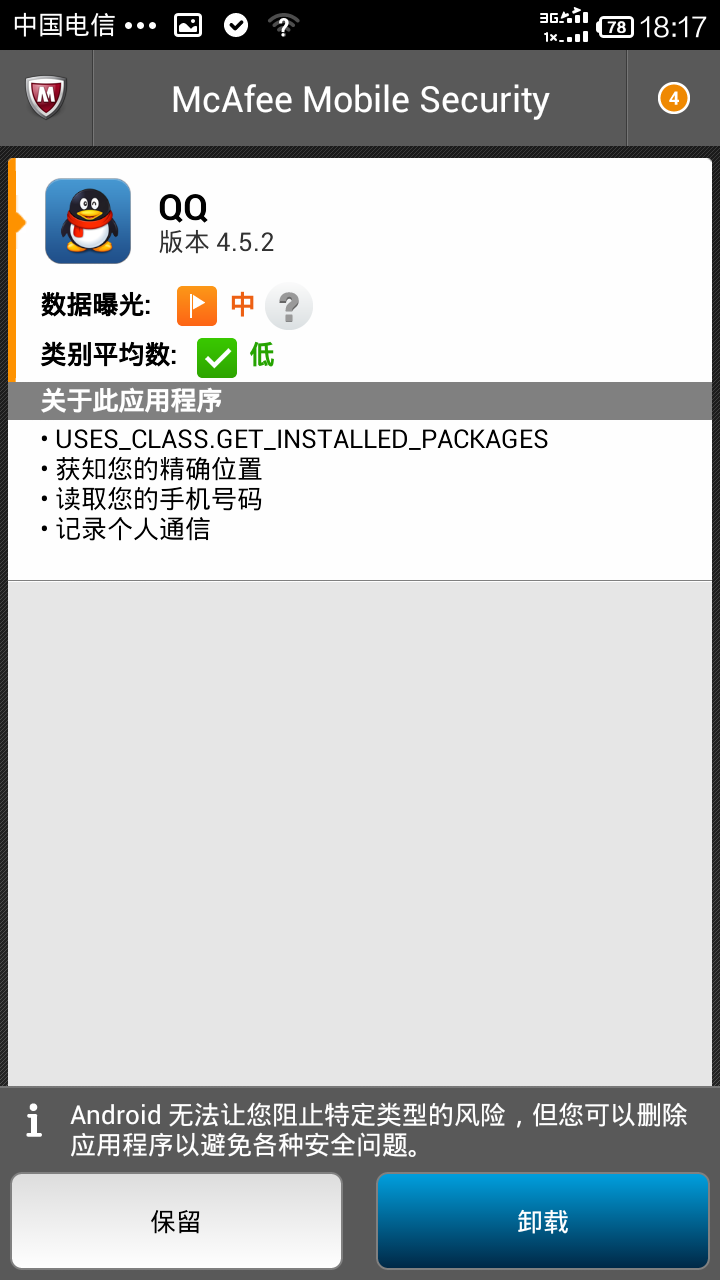 中国电信 ••• 3G 1x 78 18:17
M McAfee Mobile Security 4
QQ
版本 4.5.2
数据曝光: 中 ?
类别平均数: 低
关于此应用程序
• USES_CLASS.GET_INSTALLED_PACKAGES
• 获知您的精确位置
• 读取您的手机号码
• 记录个人通信
Android 无法让您阻止特定类型的风险，但您可以删除
应用程序以避免各种安全问题。
保留 卸载